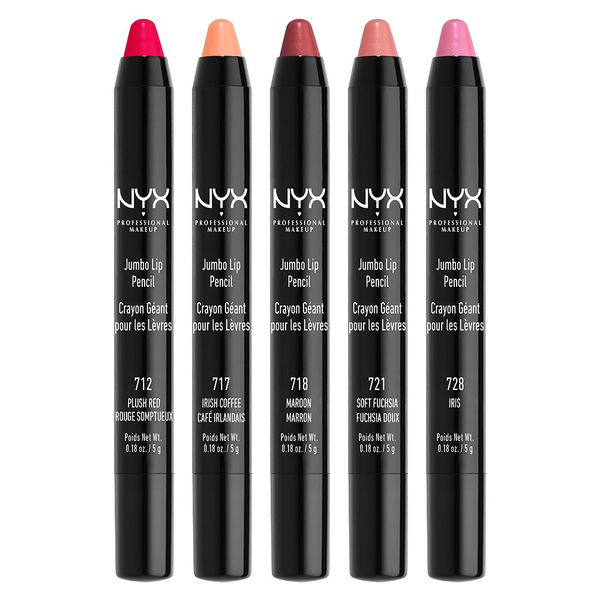 NYX
PROFESSIONAL
MAKEUP
Jumbo Lip
Pencil
Crayon Géant
pour les Lèvres
712
PLUSH RED
ROUGE SOMPTUEUX
Poids Net Wt.
0.18 oz. / 5 g
NYX
PROFESSIONAL
MAKEUP
Jumbo Lip
Pencil
Crayon Géant
pour les Lèvres
717
IRISH COFFEE
CAFÉ IRLANDAIS
Poids Net Wt.
0.18 oz. / 5 g
NYX
PROFESSIONAL
MAKEUP
Jumbo Lip
Pencil
Crayon Géant
pour les Lèvres
718
MAROON
MARRON
Poids Net Wt.
0.18 oz. / 5 g
NYX
PROFESSIONAL
MAKEUP
Jumbo Lip
Pencil
Crayon Géant
pour les Lèvres
721
SOFT FUCHSIA
FUCHSIA DOUX
Poids Net Wt.
0.18 oz. / 5 g
NYX
PROFESSIONAL
MAKEUP
Jumbo Lip
Pencil
Crayon Géant
pour les Lèvres
728
IRIS
Poids Net Wt.
0.18 oz. / 5 g